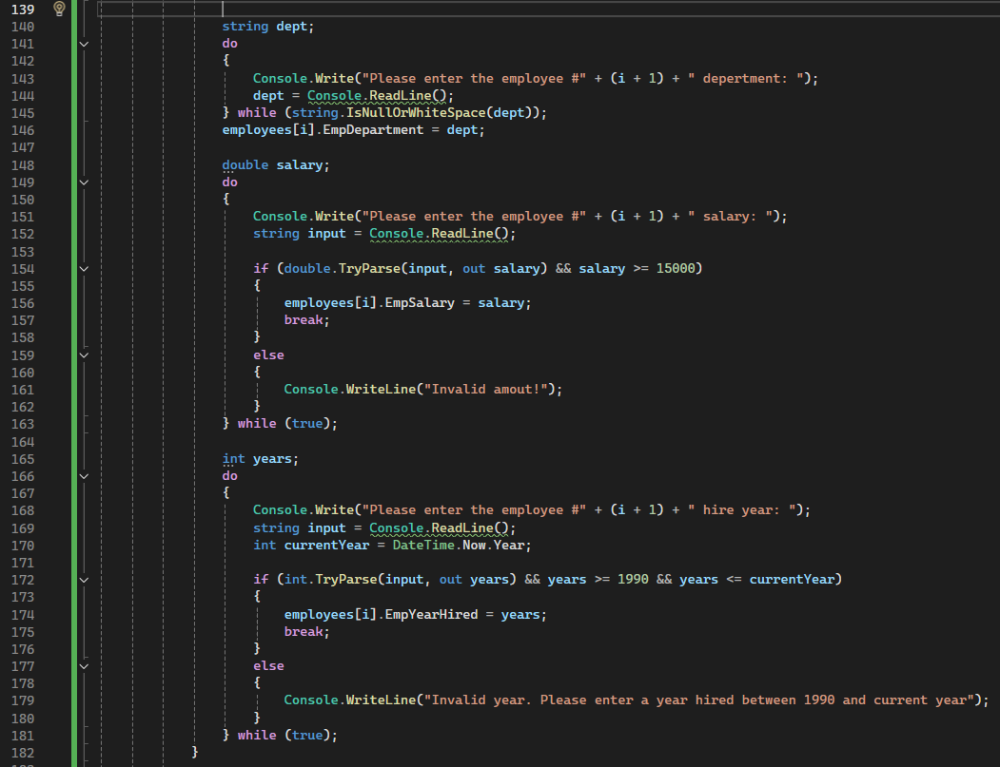 139
140 string dept;
141 do
142 {
143 Console.Write("Please enter the employee #" + (i + 1) + " depertment: ");
144 dept = Console.ReadLine();
145 } while (string.IsNullOrWhiteSpace(dept));
146 employees[i].EmpDepartment = dept;
147
148 double salary;
149 do
150 {
151 Console.Write("Please enter the employee #" + (i + 1) + " salary: ");
152 string input = Console.ReadLine();
153
154 if (double.TryParse(input, out salary) && salary >= 15000)
155 {
156 employees[i].EmpSalary = salary;
157 break;
158 }
159 else
160 {
161 Console.WriteLine("Invalid amout!");
162 }
163 } while (true);
164
165 int years;
166 do
167 {
168 Console.Write("Please enter the employee #" + (i + 1) + " hire year: ");
169 string input = Console.ReadLine();
170 int currentYear = DateTime.Now.Year;
171
172 if (int.TryParse(input, out years) && years >= 1990 && years <= currentYear)
173 {
174 employees[i].EmpYearHired = years;
175 break;
176 }
177 else
178 {
179 Console.WriteLine("Invalid year. Please enter a year hired between 1990 and current year");
180 }
181 } while (true);
182 }